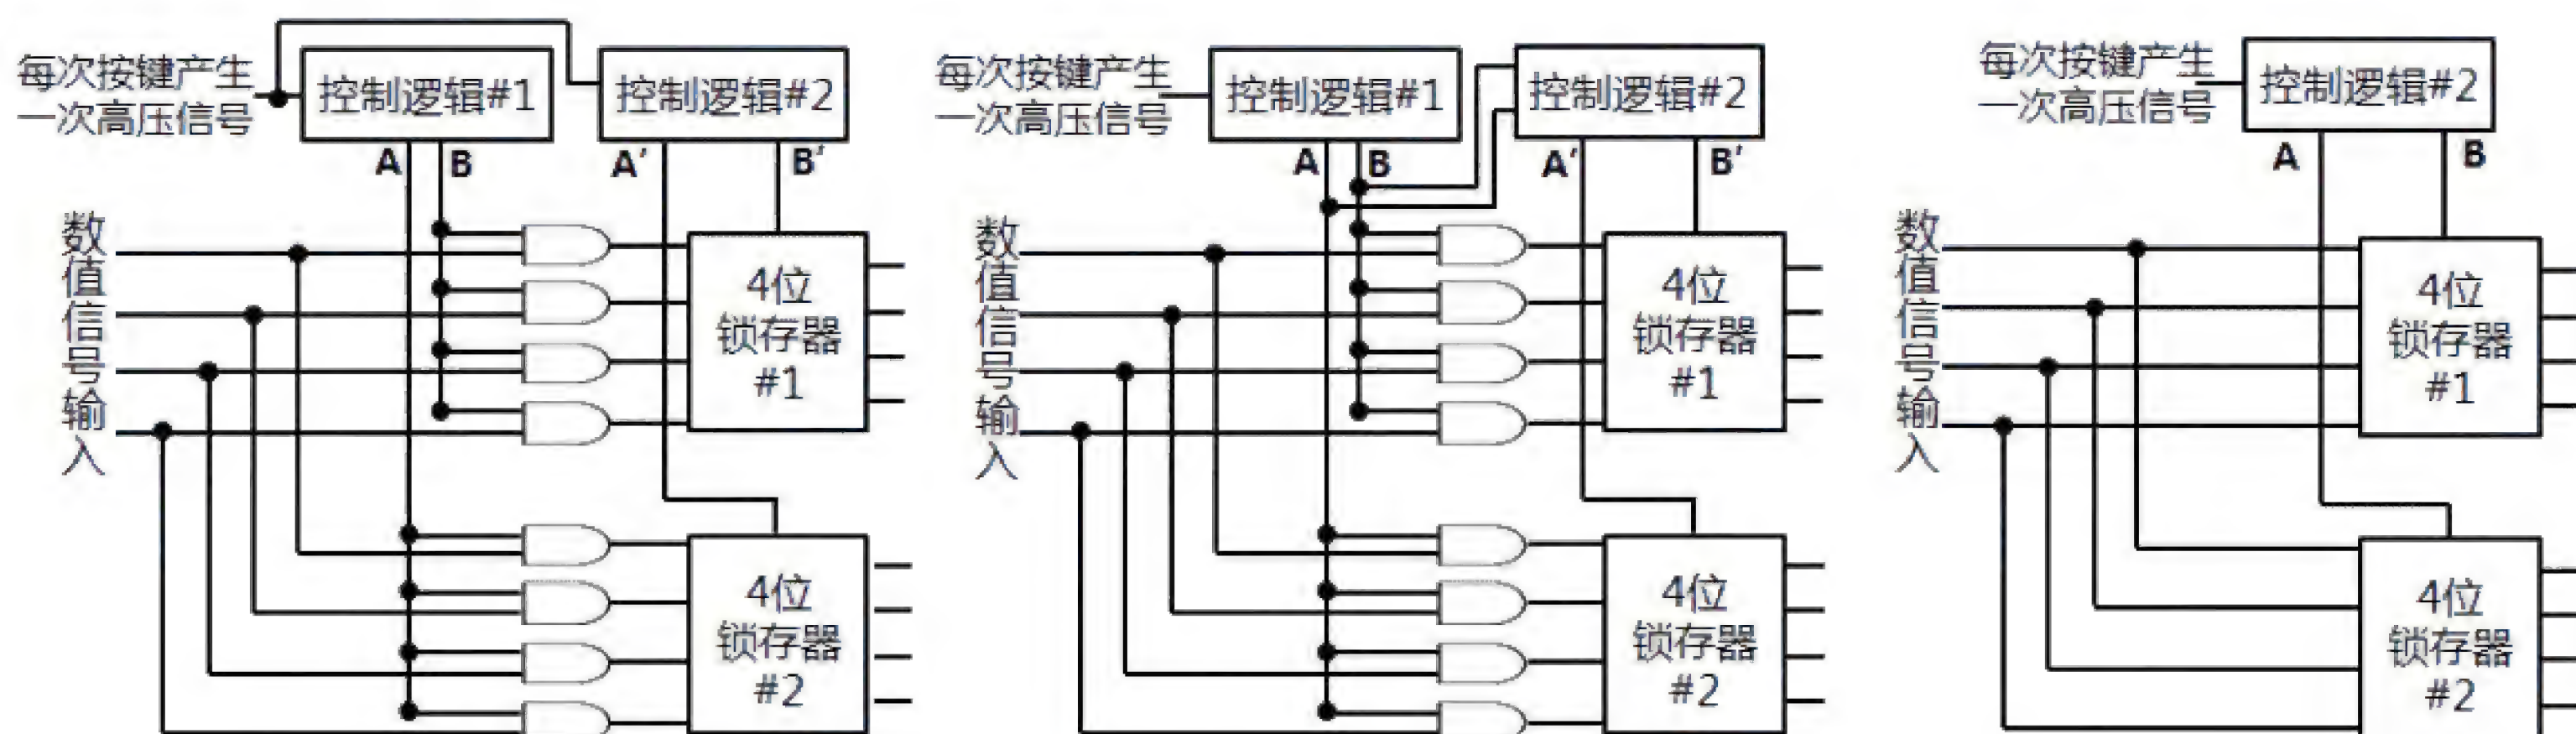 每次按键产生
一次高压信号
控制逻辑#1
控制逻辑#2
A
B
A′
B′
数
值
信
号
输
入
4位
锁存器
#1
4位
锁存器
#2
每次按键产生
一次高压信号
控制逻辑#1
控制逻辑#2
A
B
A′
B′
数
值
信
号
输
入
4位
锁存器
#1
4位
锁存器
#2
每次按键产生
一次高压信号
控制逻辑#2
A
B
数
值
信
号
输
入
4位
锁存器
#1
4位
锁存器
#2